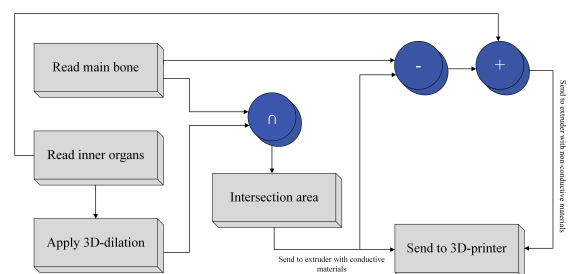 Read main bone
-
+
∩
Read inner organs
Intersection area
Apply 3D-dilation
Send to 3D-printer
Send to extruder with conductive
materials
Send to extruder with non-conductive
materials